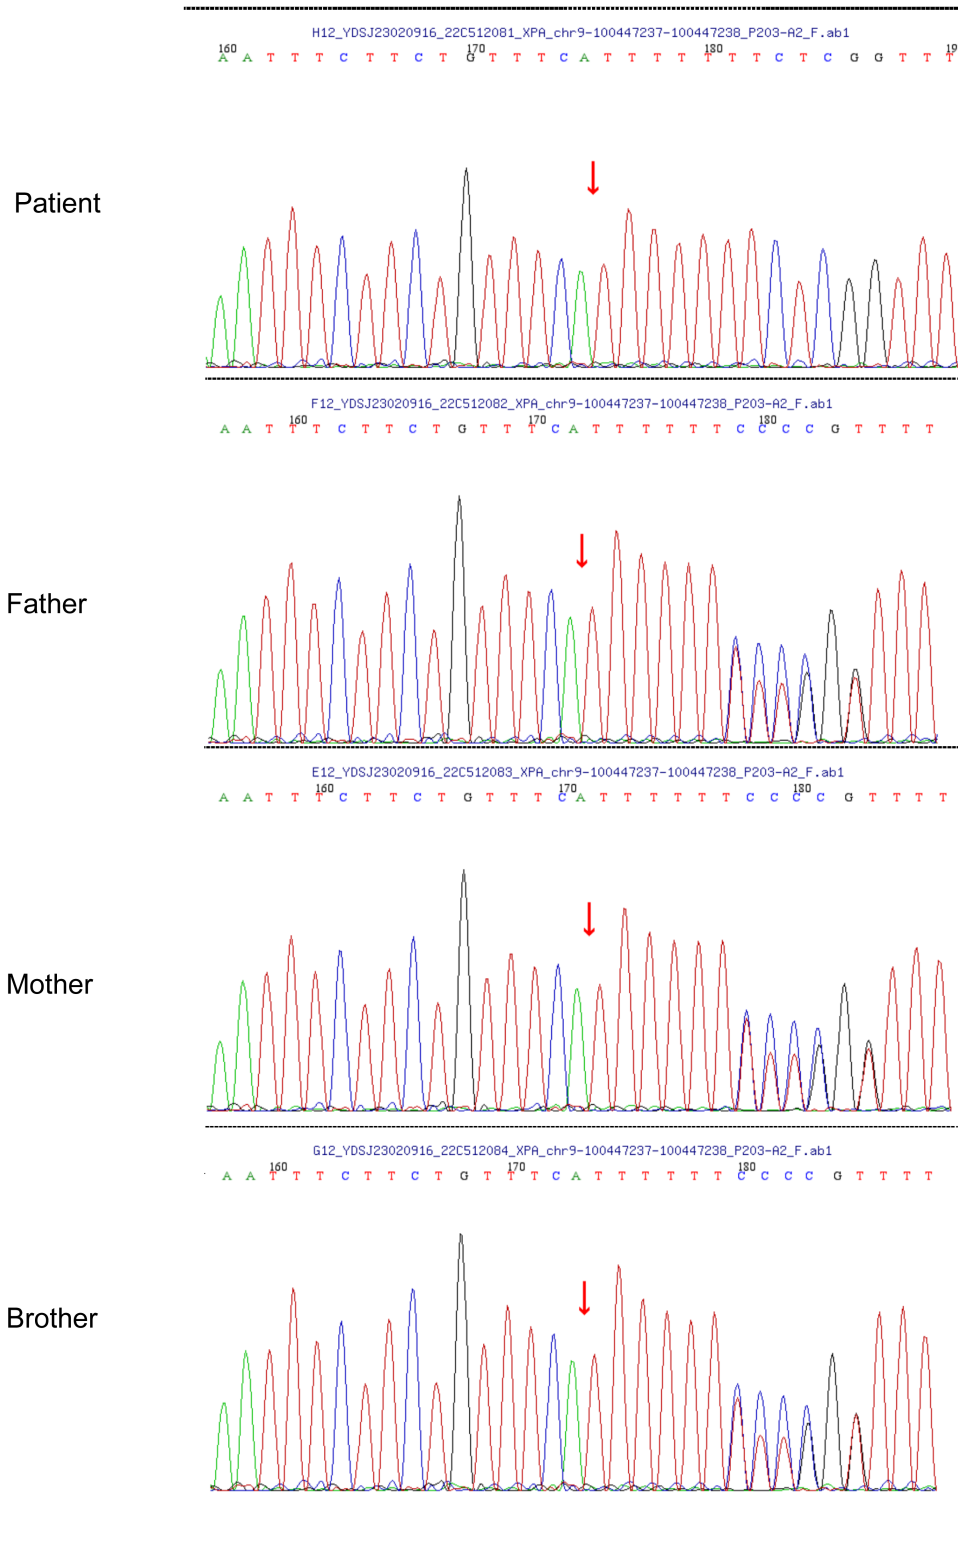 H12_YDSJ23020916_22C512081_XPA_chr9-100447237-100447238_P203-A2_F.ab1
160 170 180 19
A A T T T C T T C T G T T T C A T T T T T T T C T C G G T T T
Patient
F12_YDSJ23020916_22C512082_XPA_chr9-100447237-100447238_P203-A2_F.ab1
160 170 180
A A T T T C T T C T G T T T C A T T T T T T C C C C G T T T T
Father
E12_YDSJ23020916_22C512083_XPA_chr9-100447237-100447238_P203-A2_F.ab1
160 170 180
A A T T T C T T C T G T T T C A T T T T T T C C C C G T T T T
Mother
G12_YDSJ23020916_22C512084_XPA_chr9-100447237-100447238_P203-A2_F.ab1
160 170 180
A A T T T C T T C T G T T T C A T T T T T T C C C C G T T T T
Brother